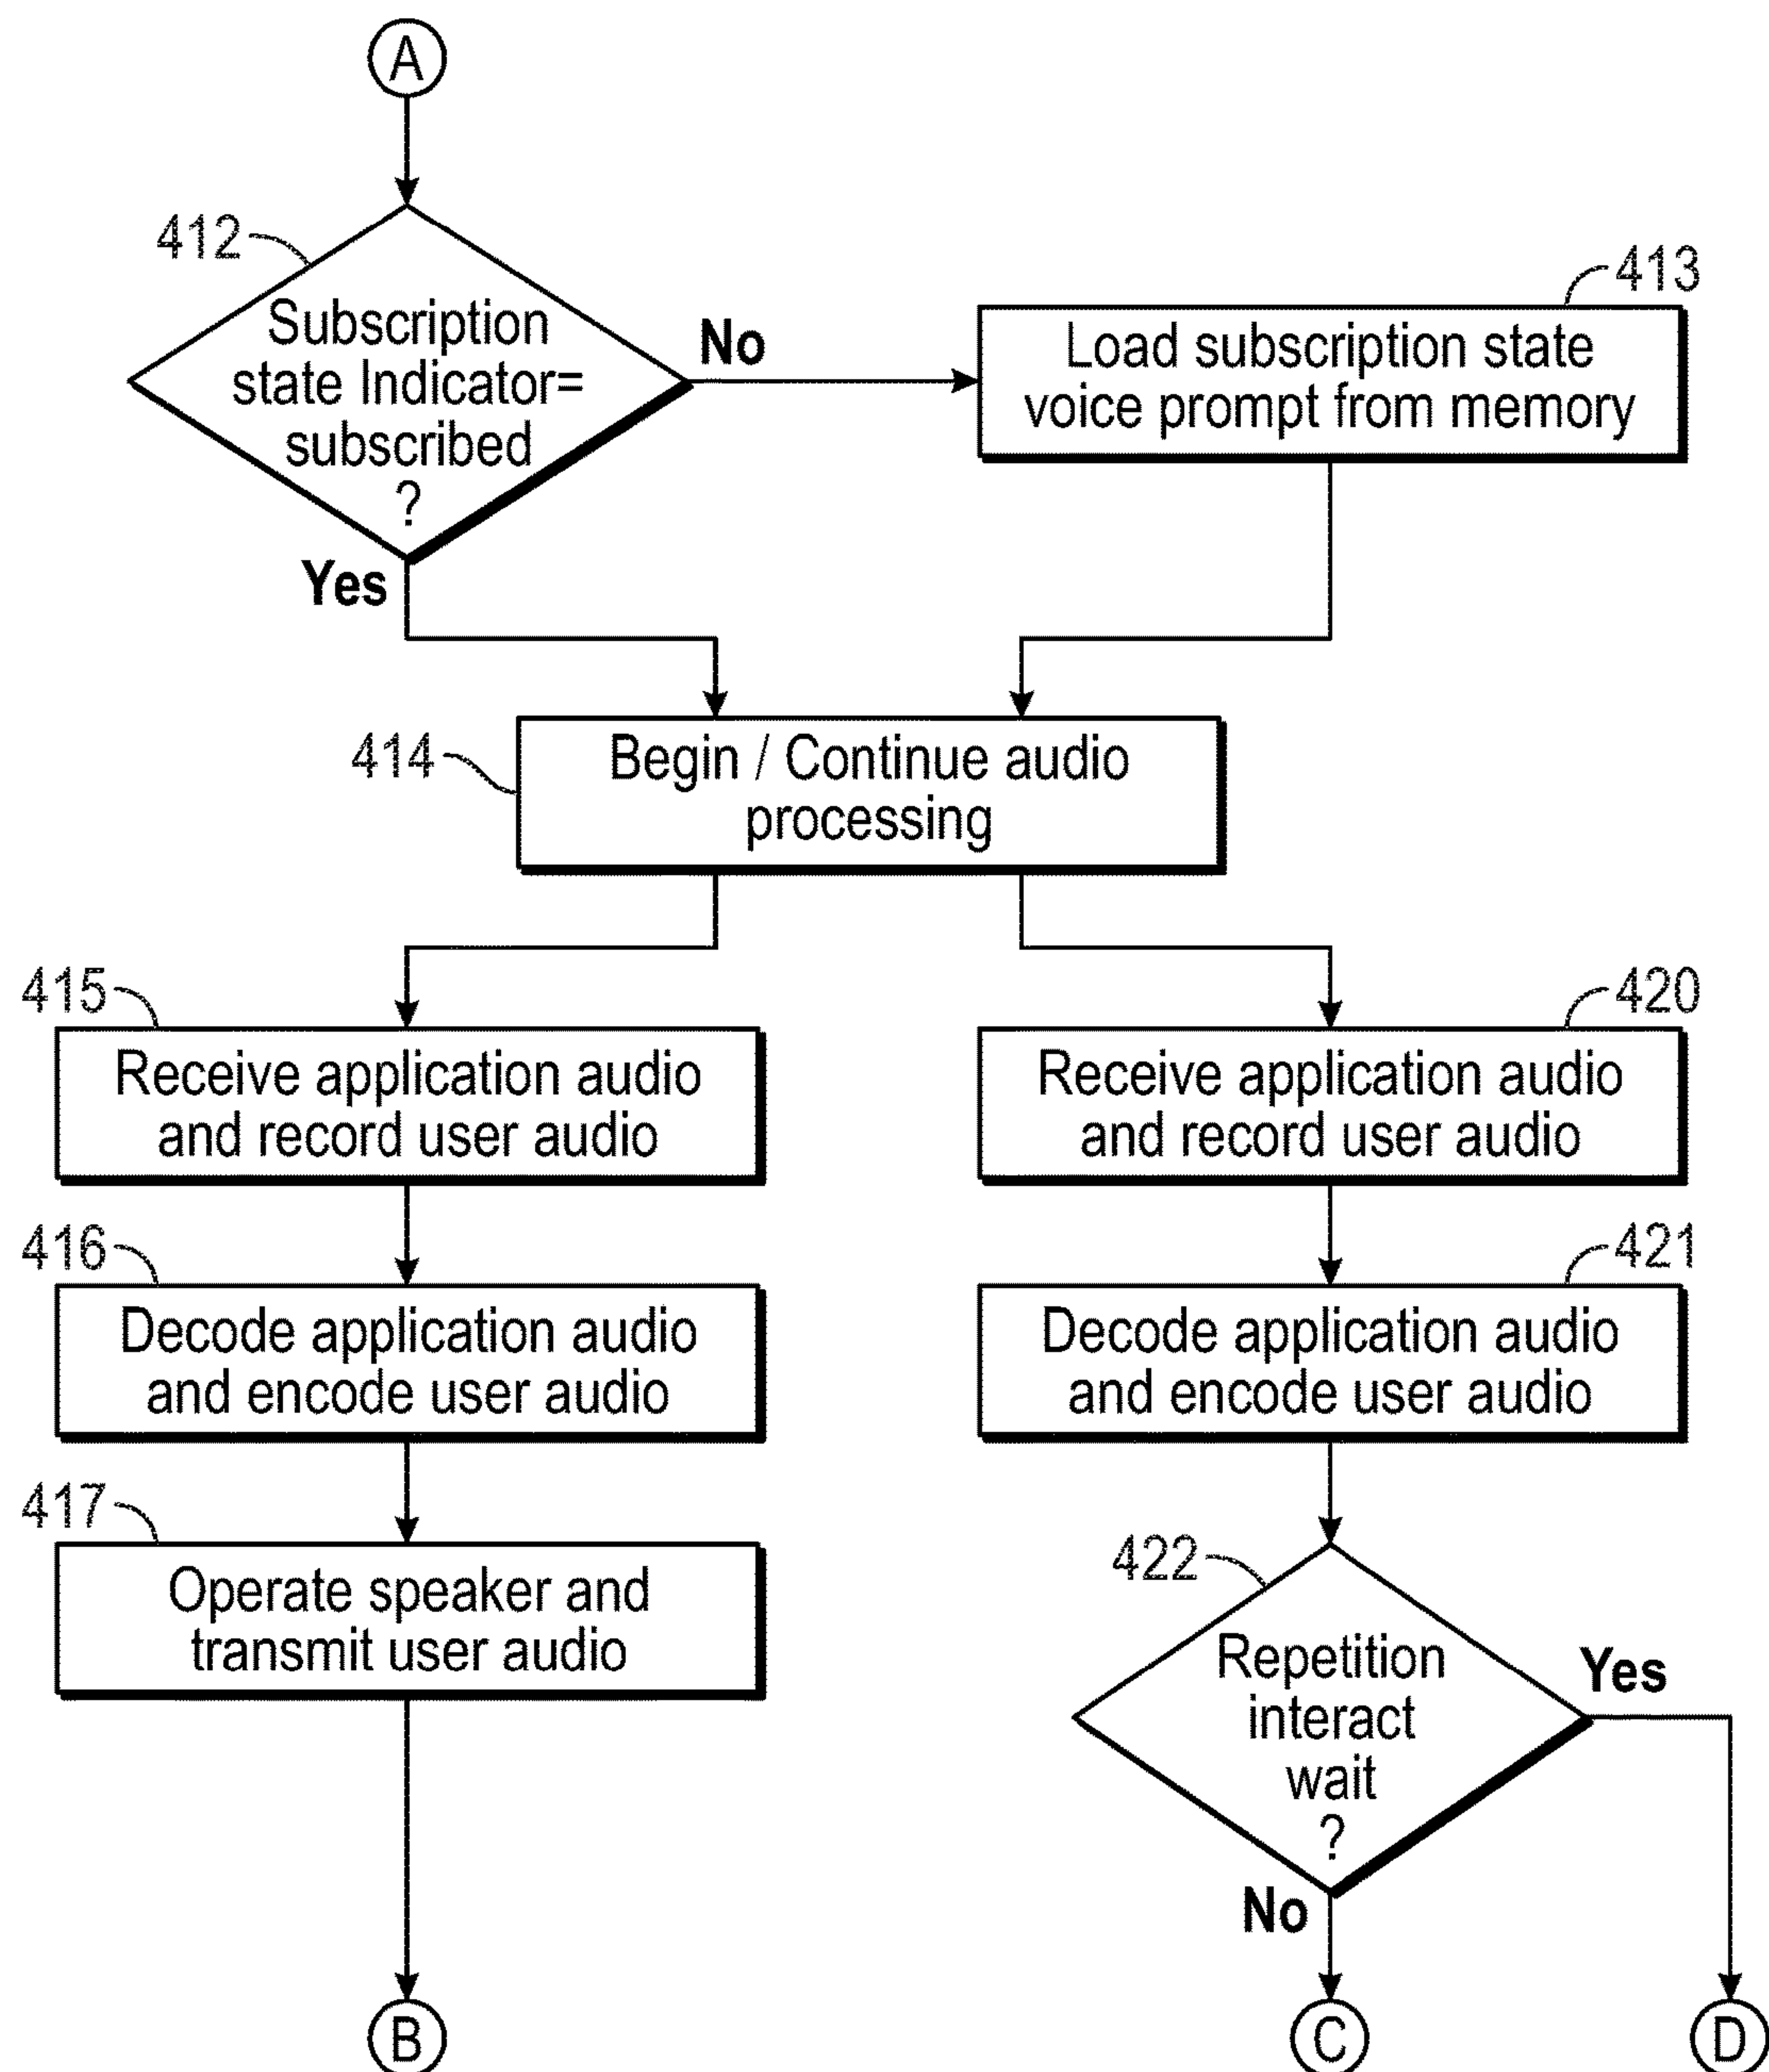 A
412
Subscription
state Indicator=
subscribed
?
No
Yes
413
Load subscription state
voice prompt from memory
414
Begin / Continue audio
processing
415
Receive application audio
and record user audio
420
Receive application audio
and record user audio
416
Decode application audio
and encode user audio
421
Decode application audio
and encode user audio
417
Operate speaker and
transmit user audio
422
Repetition
interact
wait
?
Yes
No
B
C
D